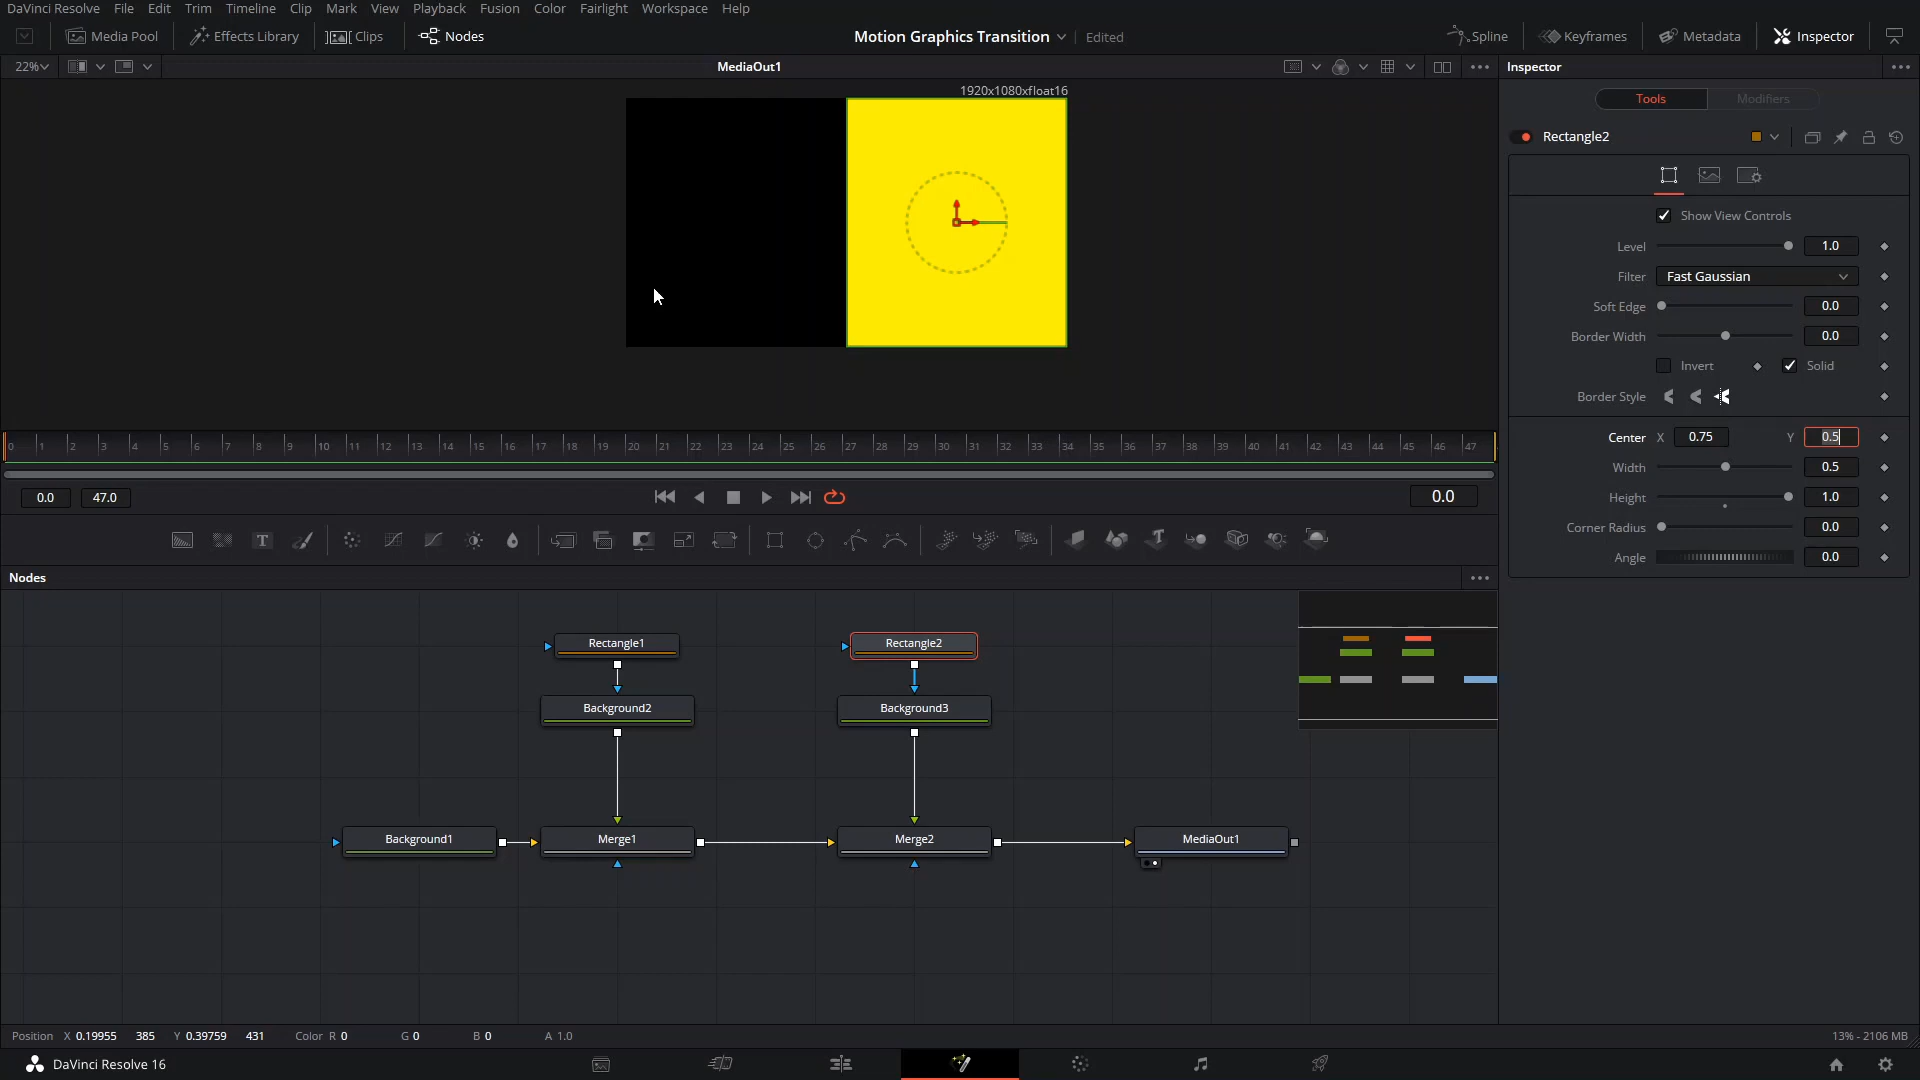 DaVinci Resolve File Edit Trim Timeline Clip Mark View Playback Fusion Color Fairlight Workspace Help
Media Pool Effects Library Clips Nodes Motion Graphics Transition Edited Spline Keyframes Metadata Inspector
22% MediaOut1 Inspector
1920x1080xfloat16
Tools Modifiers
Rectangle2
Show View Controls
Level 1.0
Filter Fast Gaussian
Soft Edge 0.0
Border Width 0.0
Invert Solid
Border Style
Center X 0.75 Y 0.5
Width 0.5
Height 1.0
Corner Radius 0.0
Angle 0.0
0 1 2 3 4 5 6 7 8 9 10 11 12 13 14 15 16 17 18 19 20 21 22 23 24 25 26 27 28 29 30 31 32 33 34 35 36 37 38 39 40 41 42 43 44 45 46 47
0.0 47.0 0.0
T T
Nodes
Rectangle1 Rectangle2
Background2 Background3
Background1 Merge1 Merge2 MediaOut1
Position X 0.19955 385 Y 0.39759 431 Color R 0 G 0 B 0 A 1.0 13% - 2106 MB
DaVinci Resolve 16